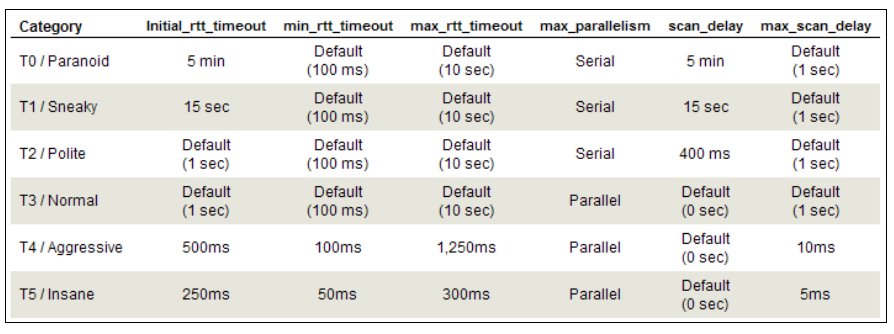 Category Initial_rtt_timeout min_rtt_timeout max_rtt_timeout max_parallelism scan_delay max_scan_delay
T0 / Paranoid 5 min Default (100 ms) Default (10 sec) Serial 5 min Default (1 sec)
T1 / Sneaky 15 sec Default (100 ms) Default (10 sec) Serial 15 sec Default (1 sec)
T2 / Polite Default (1 sec) Default (100 ms) Default (10 sec) Serial 400 ms Default (1 sec)
T3 / Normal Default (1 sec) Default (100 ms) Default (10 sec) Parallel Default (0 sec) Default (1 sec)
T4 / Aggressive 500ms 100ms 1,250ms Parallel Default (0 sec) 10ms
T5 / Insane 250ms 50ms 300ms Parallel Default (0 sec) 5ms